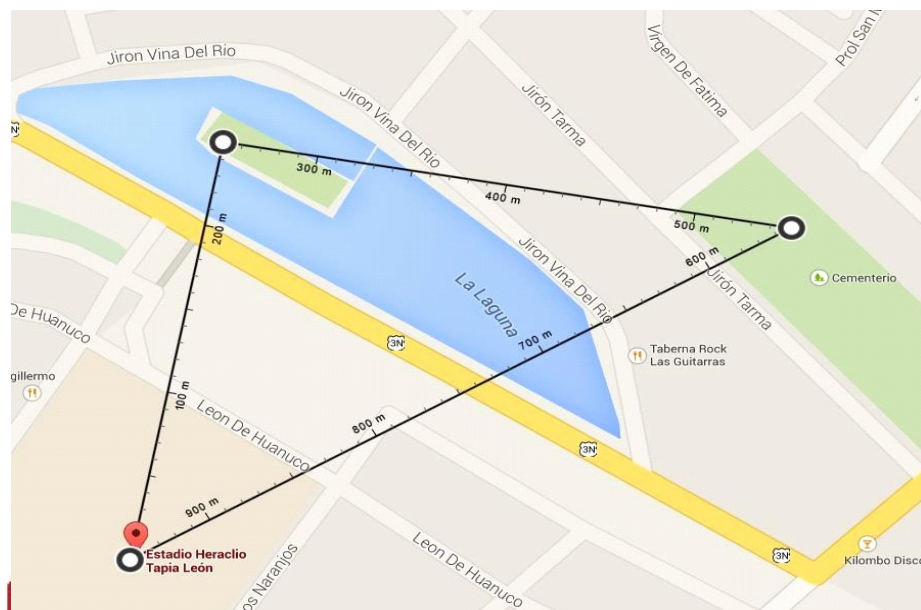 Jiron Vina Del Rio
Virgen De Fatima
Prol San M
Jiron Vina Del Rio
Jirón Tarma
3N
300 m
400 m
500 m
200 m
600 m
Cementerio
Jiron Vina Del Rio
Jirón Tarma
La Laguna
De Huanuco
700 m
3N
Taberna Rock
Las Guitarras
gillermo
100 m
Leon De Huanuco
800 m
3N
900 m
Estadio Heraclio
Tapia León
os Naranjos
Leon De Huanuco
3N
Kilombo Disco